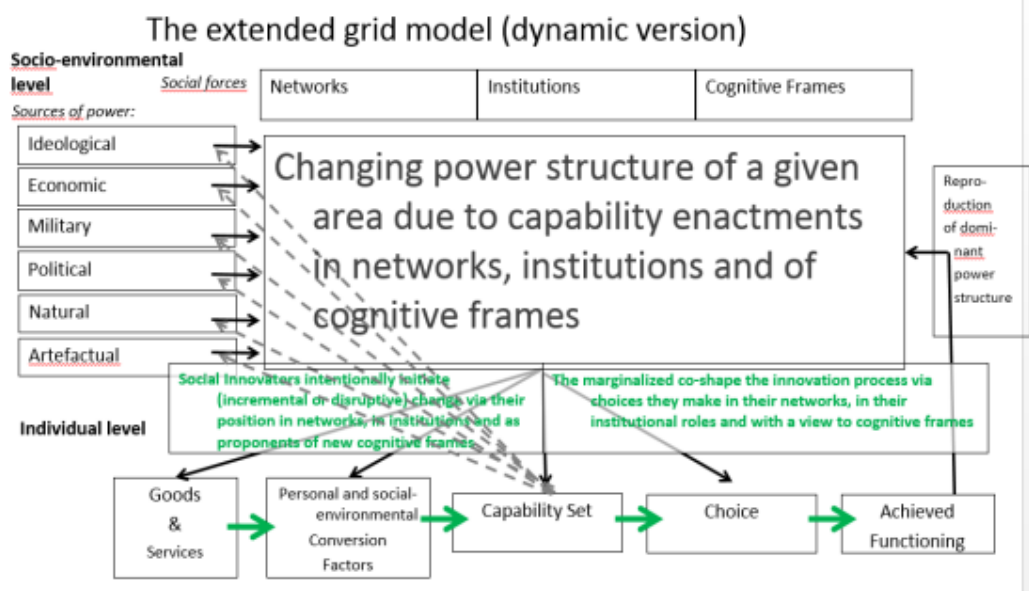 The extended grid model (dynamic version)
Socio-environmental
level
Social forces
Sources of power:
Networks
Institutions
Cognitive Frames
Ideological
Economic
Military
Political
Natural
Artefactual
Changing power structure of a given
area due to capability enactments
in networks, institutions and of
cognitive frames
Repro-
duction
of domi-
nant
power
structure
Social Innovators intentionally initiate
(incremental or disruptive) change via their
position in networks, in institutions and as
proponents of new cognitive frames
The marginalized co-shape the innovation process via
choices they make in their networks, in their
institutional roles and with a view to cognitive frames
Individual level
Goods
&
Services
Personal and social-
environmental
Conversion
Factors
Capability Set
Choice
Achieved
Functioning